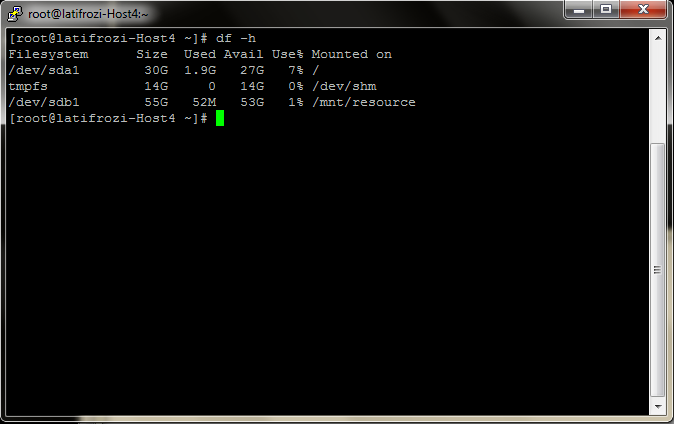 root@latifrozi-Host4:~
[root@latifrozi-Host4 ~]# df -h
Filesystem      Size  Used Avail Use% Mounted on
/dev/sda1        30G  1.9G   27G   7% /
tmpfs            14G     0   14G   0% /dev/shm
/dev/sdb1        55G   52M   53G   1% /mnt/resource
[root@latifrozi-Host4 ~]#